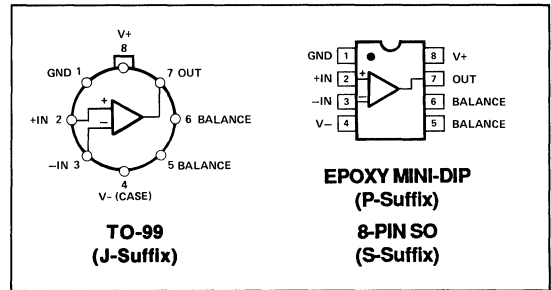 V+
8
GND 1
7 OUT
+IN 2
+
−
6 BALANCE
−IN 3
5 BALANCE
4
V− (CASE)
TO-99
(J-Suffix)
GND 1
8 V+
+IN 2
+
7 OUT
−IN 3
−
6 BALANCE
V− 4
5 BALANCE
EPOXY MINI-DIP
(P-Suffix)
8-PIN SO
(S-Suffix)